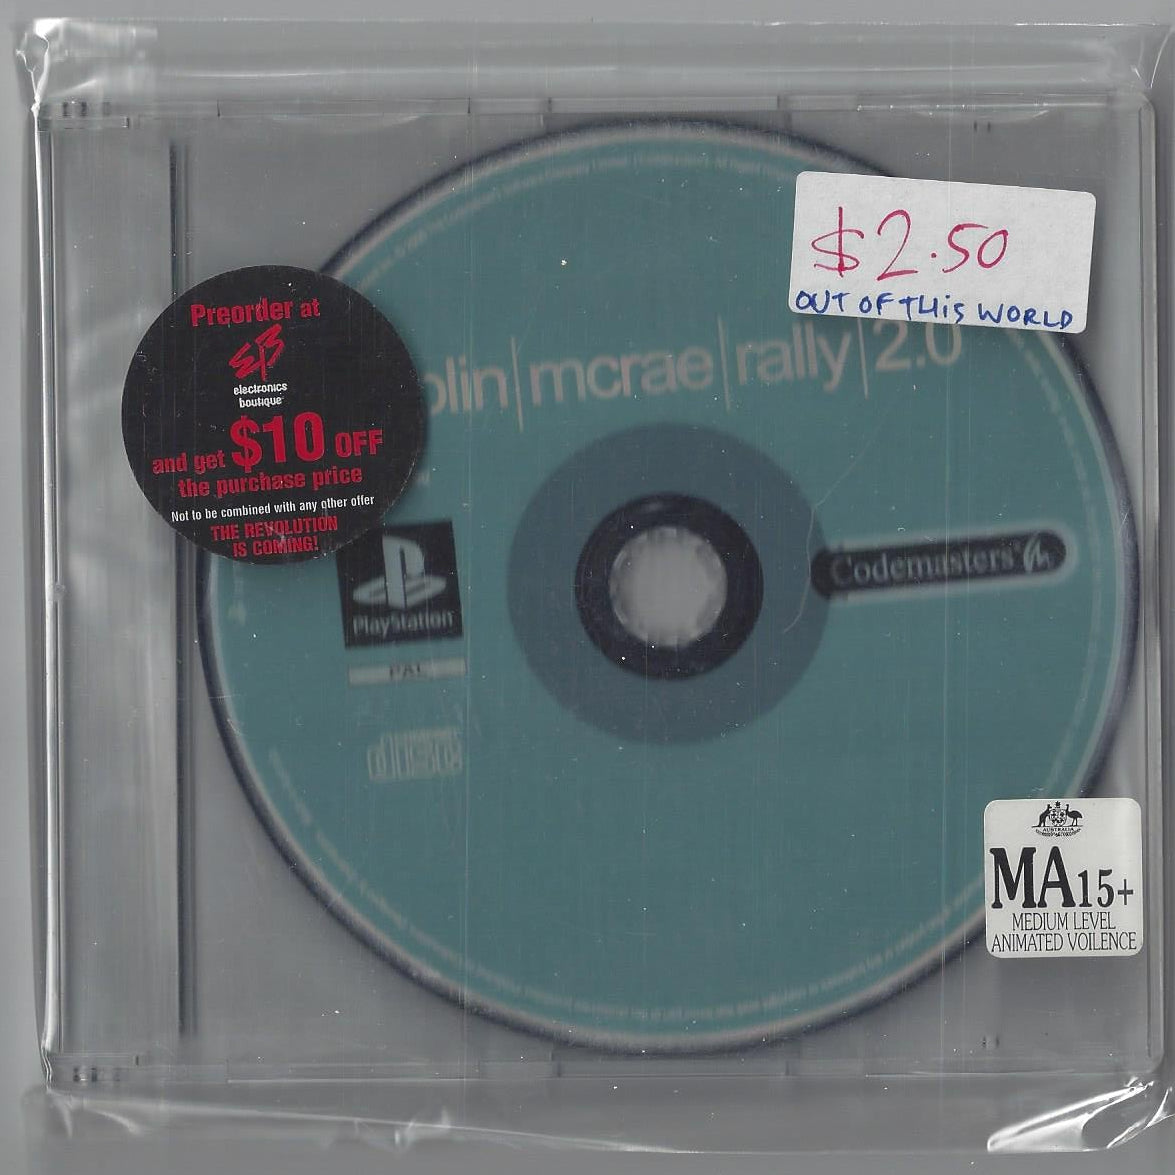 $2.50
OUT OF THiS WORLD
Preorder at
EB
electronics
boutique
and get $10 OFF
the purchase price
Not to be combined with any other offer
THE REVOLUTION
IS COMING!
olin|mcrae|rally|2.0
PlayStation
PAL
Codemasters
AUSTRALIA
MA15+
MEDIUM LEVEL
ANIMATED VOILENCE